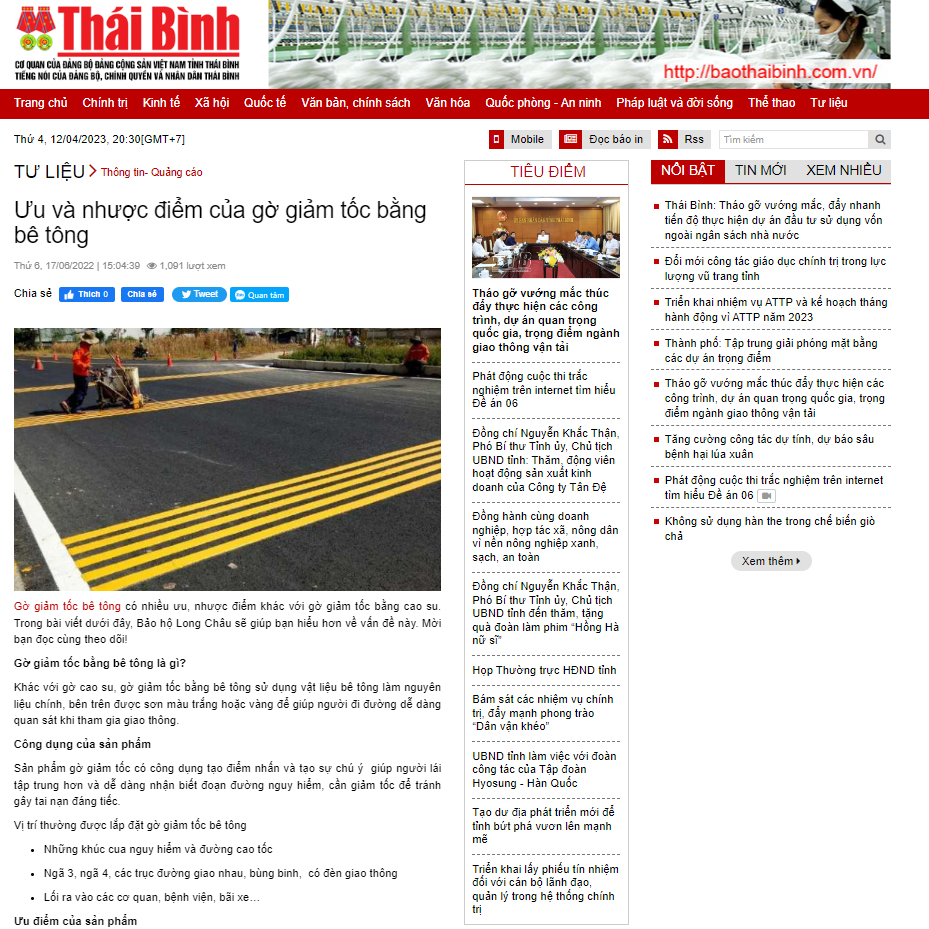 Thái Bình
CƠ QUAN CỦA ĐẢNG BỘ ĐẢNG CỘNG SẢN VIỆT NAM TỈNH THÁI BÌNH
TIẾNG NÓI CỦA ĐẢNG BỘ, CHÍNH QUYỀN VÀ NHÂN DÂN THÁI BÌNH
http://baothaibinh.com.vn/
Trang chủ Chính trị Kinh tế Xã hội Quốc tế Văn bản, chính sách Văn hóa Quốc phòng - An ninh Pháp luật và đời sống Thể thao Tư liệu
Thứ 4, 12/04/2023, 20:30[GMT+7]
Mobile Đọc báo in Rss Tìm kiếm
TƯ LIỆU Thông tin- Quảng cáo
Ưu và nhược điểm của gờ giảm tốc bằng
bê tông
Thứ 6, 17/06/2022 | 15:04:39 1,091 lượt xem
Chia sẻ Thích 0 Chia sẻ Tweet Quan tâm
Gờ giảm tốc bê tông có nhiều ưu, nhược điểm khác với gờ giảm tốc bằng cao su.
Trong bài viết dưới đây, Bảo hộ Long Châu sẽ giúp bạn hiểu hơn về vấn đề này. Mời
bạn đọc cùng theo dõi!
Gờ giảm tốc bằng bê tông là gì?
Khác với gờ cao su, gờ giảm tốc bằng bê tông sử dụng vật liệu bê tông làm nguyên
liệu chính, bên trên được sơn màu trắng hoặc vàng để giúp người đi đường dễ dàng
quan sát khi tham gia giao thông.
Công dụng của sản phẩm
Sản phẩm gờ giảm tốc có công dụng tạo điểm nhấn và tạo sự chú ý giúp người lái
tập trung hơn và dễ dàng nhận biết đoạn đường nguy hiểm, cần giảm tốc để tránh
gây tai nạn đáng tiếc.
Vị trí thường được lắp đặt gờ giảm tốc bê tông
• Những khúc cua nguy hiểm và đường cao tốc
• Ngã 3, ngã 4, các trục đường giao nhau, bùng binh, có đèn giao thông
• Lối ra vào các cơ quan, bệnh viện, bãi xe…
Ưu điểm của sản phẩm
TIÊU ĐIỂM
Tháo gỡ vướng mắc thúc
đẩy thực hiện các công
trình, dự án quan trọng
quốc gia, trọng điểm ngành
giao thông vận tải
Phát động cuộc thi trắc
nghiệm trên internet tìm hiểu
Đề án 06
Đồng chí Nguyễn Khắc Thận,
Phó Bí thư Tỉnh ủy, Chủ tịch
UBND tỉnh: Thăm, động viên
hoạt động sản xuất kinh
doanh của Công ty Tân Đệ
Đồng hành cùng doanh
nghiệp, hợp tác xã, nông dân
vì nền nông nghiệp xanh,
sạch, an toàn
Đồng chí Nguyễn Khắc Thận,
Phó Bí thư Tỉnh ủy, Chủ tịch
UBND tỉnh đến thăm, tặng
quà đoàn làm phim “Hồng Hà
nữ sĩ”
Họp Thường trực HĐND tỉnh
Bám sát các nhiệm vụ chính
trị, đẩy mạnh phong trào
“Dân vận khéo”
UBND tỉnh làm việc với đoàn
công tác của Tập đoàn
Hyosung - Hàn Quốc
Tạo dư địa phát triển mới để
tỉnh bứt phá vươn lên mạnh
mẽ
Triển khai lấy phiếu tín nhiệm
đối với cán bộ lãnh đạo,
quản lý trong hệ thống chính
trị
NỔI BẬT TIN MỚI XEM NHIỀU
Thái Bình: Tháo gỡ vướng mắc, đẩy nhanh
tiến độ thực hiện dự án đầu tư sử dụng vốn
ngoài ngân sách nhà nước
Đổi mới công tác giáo dục chính trị trong lực
lượng vũ trang tỉnh
Triển khai nhiệm vụ ATTP và kế hoạch tháng
hành động vì ATTP năm 2023
Thành phố: Tập trung giải phóng mặt bằng
các dự án trọng điểm
Tháo gỡ vướng mắc thúc đẩy thực hiện các
công trình, dự án quan trọng quốc gia, trọng
điểm ngành giao thông vận tải
Tăng cường công tác dự tính, dự báo sâu
bệnh hại lúa xuân
Phát động cuộc thi trắc nghiệm trên internet
tìm hiểu Đề án 06
Không sử dụng hàn the trong chế biến giò
chả
Xem thêm